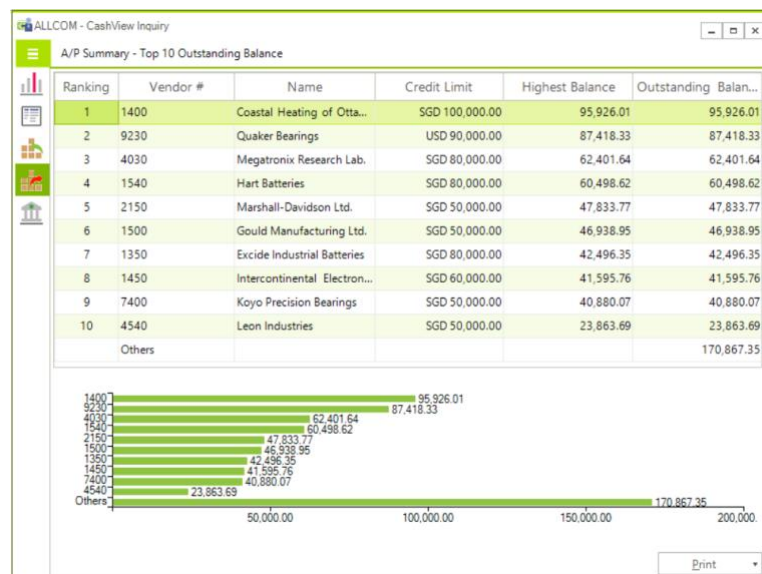 ALLCOM - CashView Inquiry
A/P Summary - Top 10 Outstanding Balance
Ranking Vendor # Name Credit Limit Highest Balance Outstanding Balan...
1 1400 Coastal Heating of Otta... SGD 100,000.00 95,926.01 95,926.01
2 9230 Quaker Bearings USD 90,000.00 87,418.33 87,418.33
3 4030 Megatronix Research Lab. SGD 80,000.00 62,401.64 62,401.64
4 1540 Hart Batteries SGD 80,000.00 60,498.62 60,498.62
5 2150 Marshall-Davidson Ltd. SGD 50,000.00 47,833.77 47,833.77
6 1500 Gould Manufacturing Ltd. SGD 50,000.00 46,938.95 46,938.95
7 1350 Excide Industrial Batteries SGD 80,000.00 42,496.35 42,496.35
8 1450 Intercontinental Electron... SGD 60,000.00 41,595.76 41,595.76
9 7400 Koyo Precision Bearings SGD 50,000.00 40,880.07 40,880.07
10 4540 Leon Industries SGD 50,000.00 23,863.69 23,863.69
Others 170,867.35
1400 95,926.01
9230 87,418.33
4030 62,401.64
1540 60,498.62
2150 47,833.77
1500 46,938.95
1350 42,496.35
1450 41,595.76
7400 40,880.07
4540 23,863.69
Others 170,867.35
50,000.00 100,000.00 150,000.00 200,000.
Print